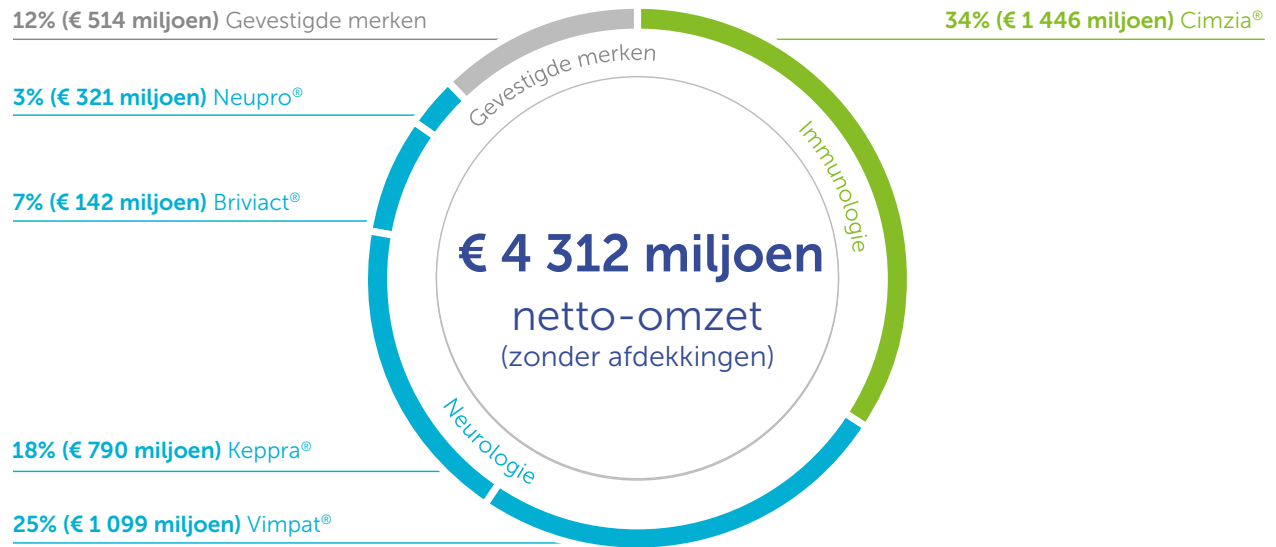 12% (€ 514 miljoen) Gevestigde merken
34% (€ 1 446 miljoen) Cimzia®
Gevestigde merken
3% (€ 321 miljoen) Neupro®
Immunologie
7% (€ 142 miljoen) Briviact®
€ 4 312 miljoen
netto-omzet
(zonder afdekkingen)
Neurologie
18% (€ 790 miljoen) Keppra®
25% (€ 1 099 miljoen) Vimpat®